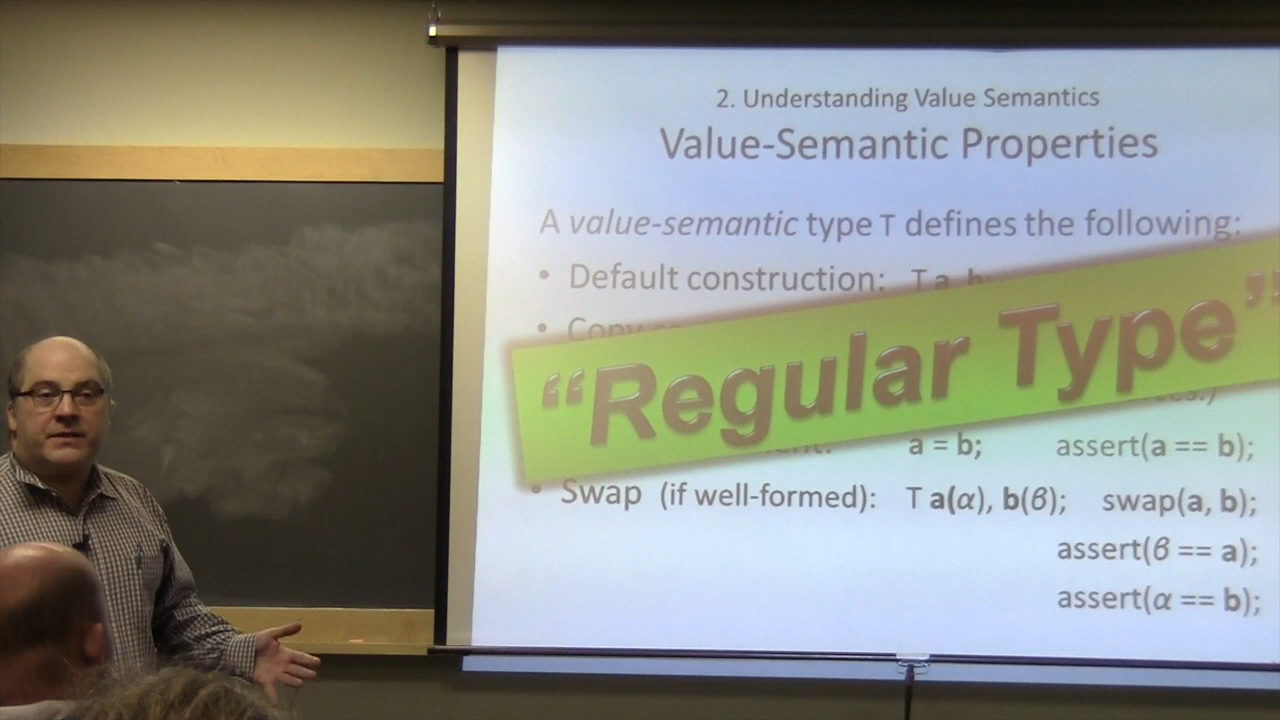 2. Understanding Value Semantics
Value-Semantic Properties
A value-semantic type T defines the following:
• Default construction: T a, b;
• Copy
“Regular Type”
a = b; assert(a == b);
• Swap (if well-formed): T a(α), b(β); swap(a, b);
assert(β == a);
assert(α == b);